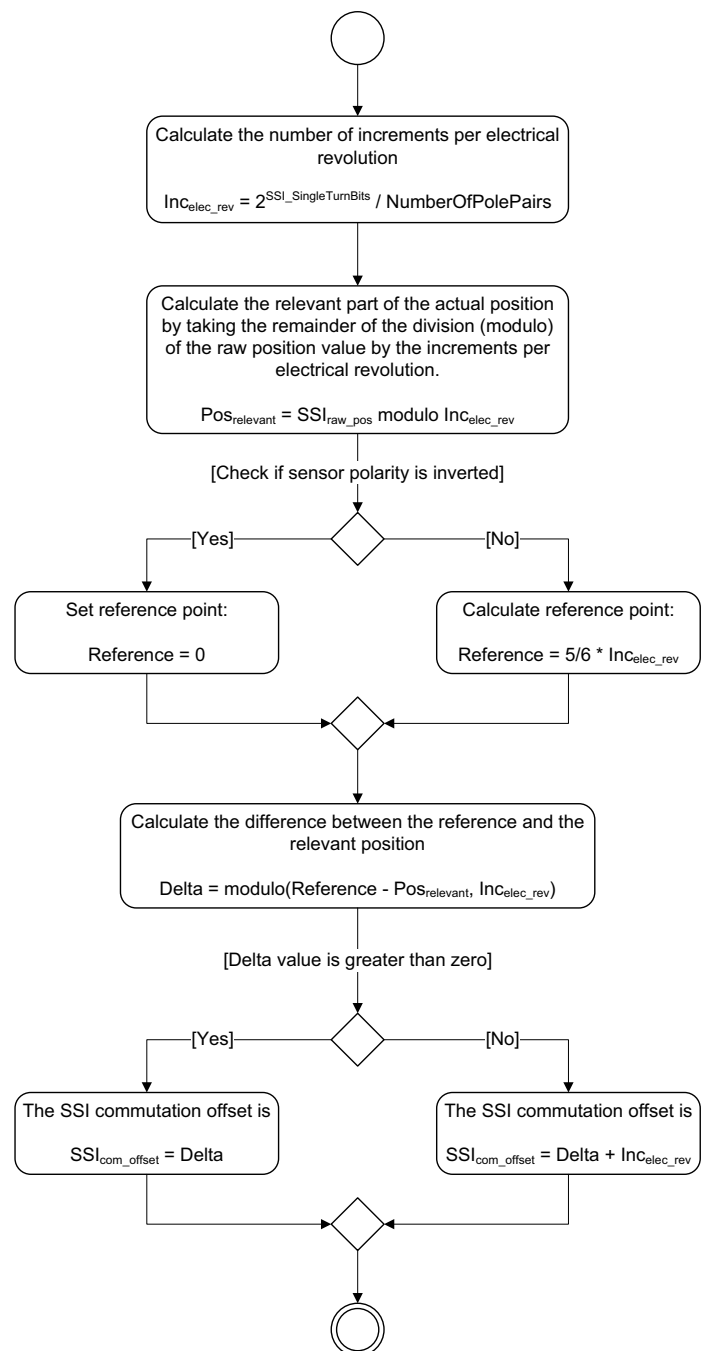 Calculate the number of increments per electrical
revolution
Inc_elec_rev = 2^SSI_SingleTurnBits / NumberOfPolePairs
Calculate the relevant part of the actual position
by taking the remainder of the division (modulo)
of the raw position value by the increments per
electrical revolution.
Pos_relevant = SSI_raw_pos modulo Inc_elec_rev
[Check if sensor polarity is inverted]
[Yes]
[No]
Set reference point:
Reference = 0
Calculate reference point:
Reference = 5/6 * Inc_elec_rev
Calculate the difference between the reference and the
relevant position
Delta = modulo(Reference - Pos_relevant, Inc_elec_rev)
[Delta value is greater than zero]
[Yes]
[No]
The SSI commutation offset is
SSI_com_offset = Delta
The SSI commutation offset is
SSI_com_offset = Delta + Inc_elec_rev